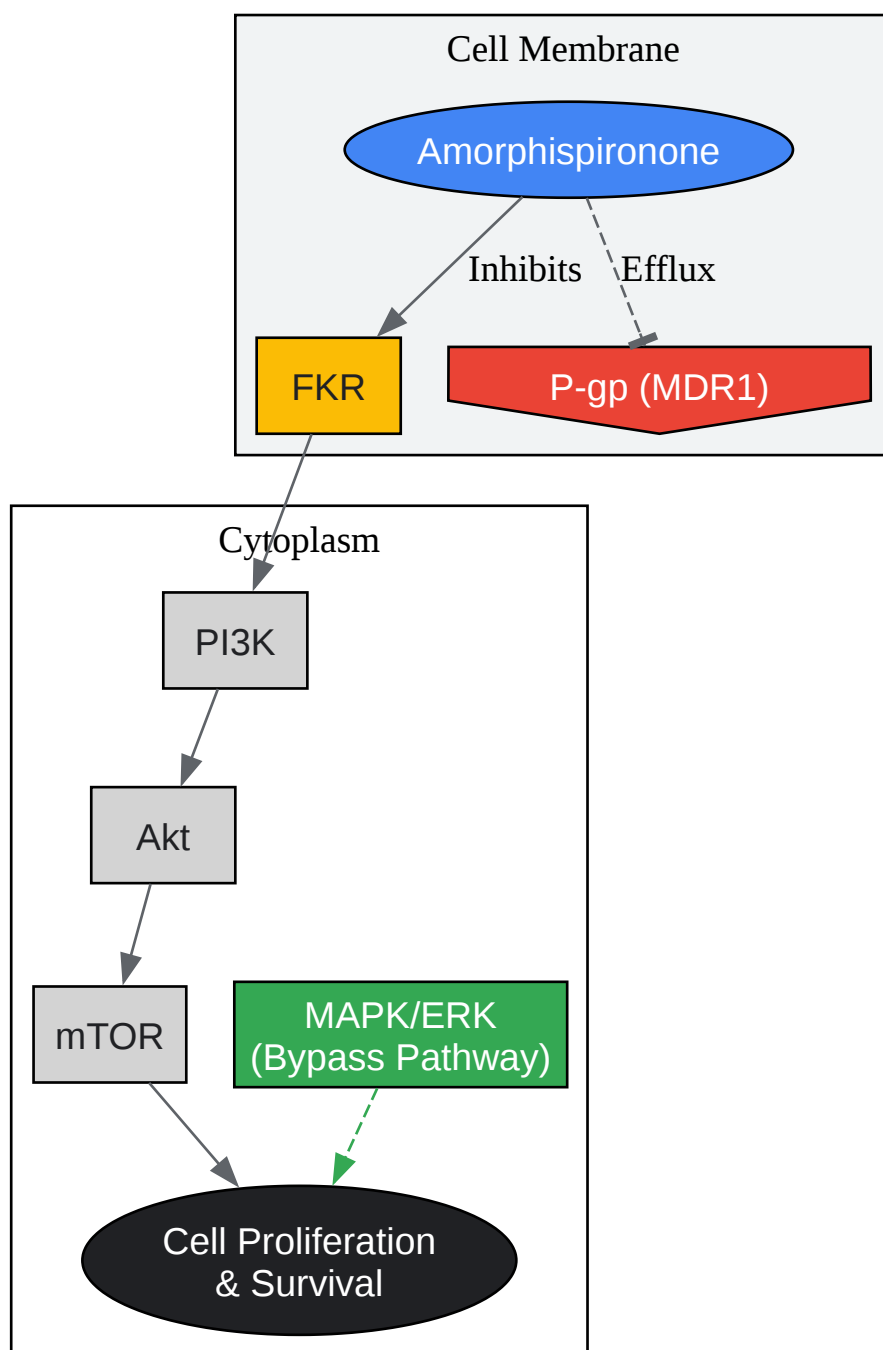 Cell Membrane
Amorphispironone
Inhibits
Efflux
FKR
P-gp (MDR1)
Cytoplasm
PI3K
Akt
mTOR
MAPK/ERK
(Bypass Pathway)
Cell Proliferation
& Survival